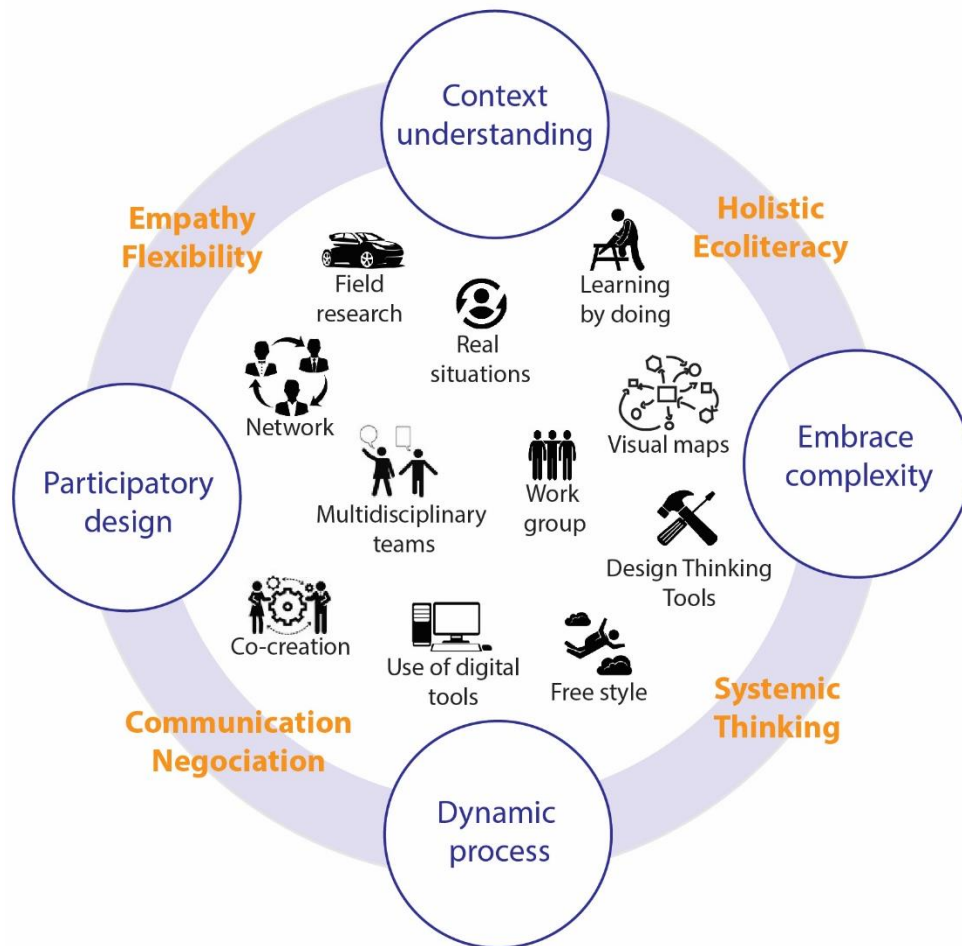 Context
understanding
Empathy
Flexibility
Holistic
Ecoliteracy
Field
research
Learning
by doing
Real
situations
Network
Visual maps
Participatory
design
Embrace
complexity
Multidisciplinary
teams
Work
group
Design Thinking
Tools
Co-creation
Use of digital
tools
Free style
Communication
Negociation
Systemic
Thinking
Dynamic
process